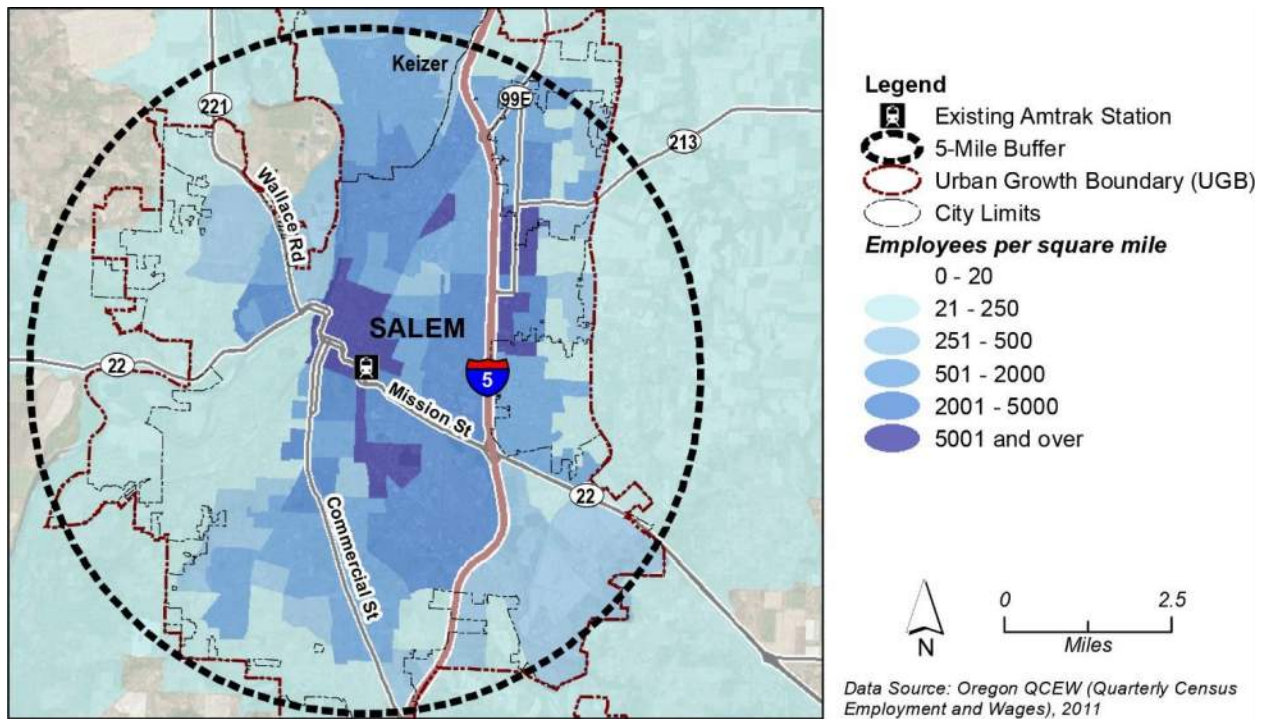 Keizer
221
99E
213
Wallace Rd
SALEM
22
5
Mission St
22
Commercial St
Legend
Existing Amtrak Station
5-Mile Buffer
Urban Growth Boundary (UGB)
City Limits
Employees per square mile
0 - 20
21 - 250
251 - 500
501 - 2000
2001 - 5000
5001 and over
N
0 2.5
Miles
Data Source: Oregon QCEW (Quarterly Census
Employment and Wages), 2011